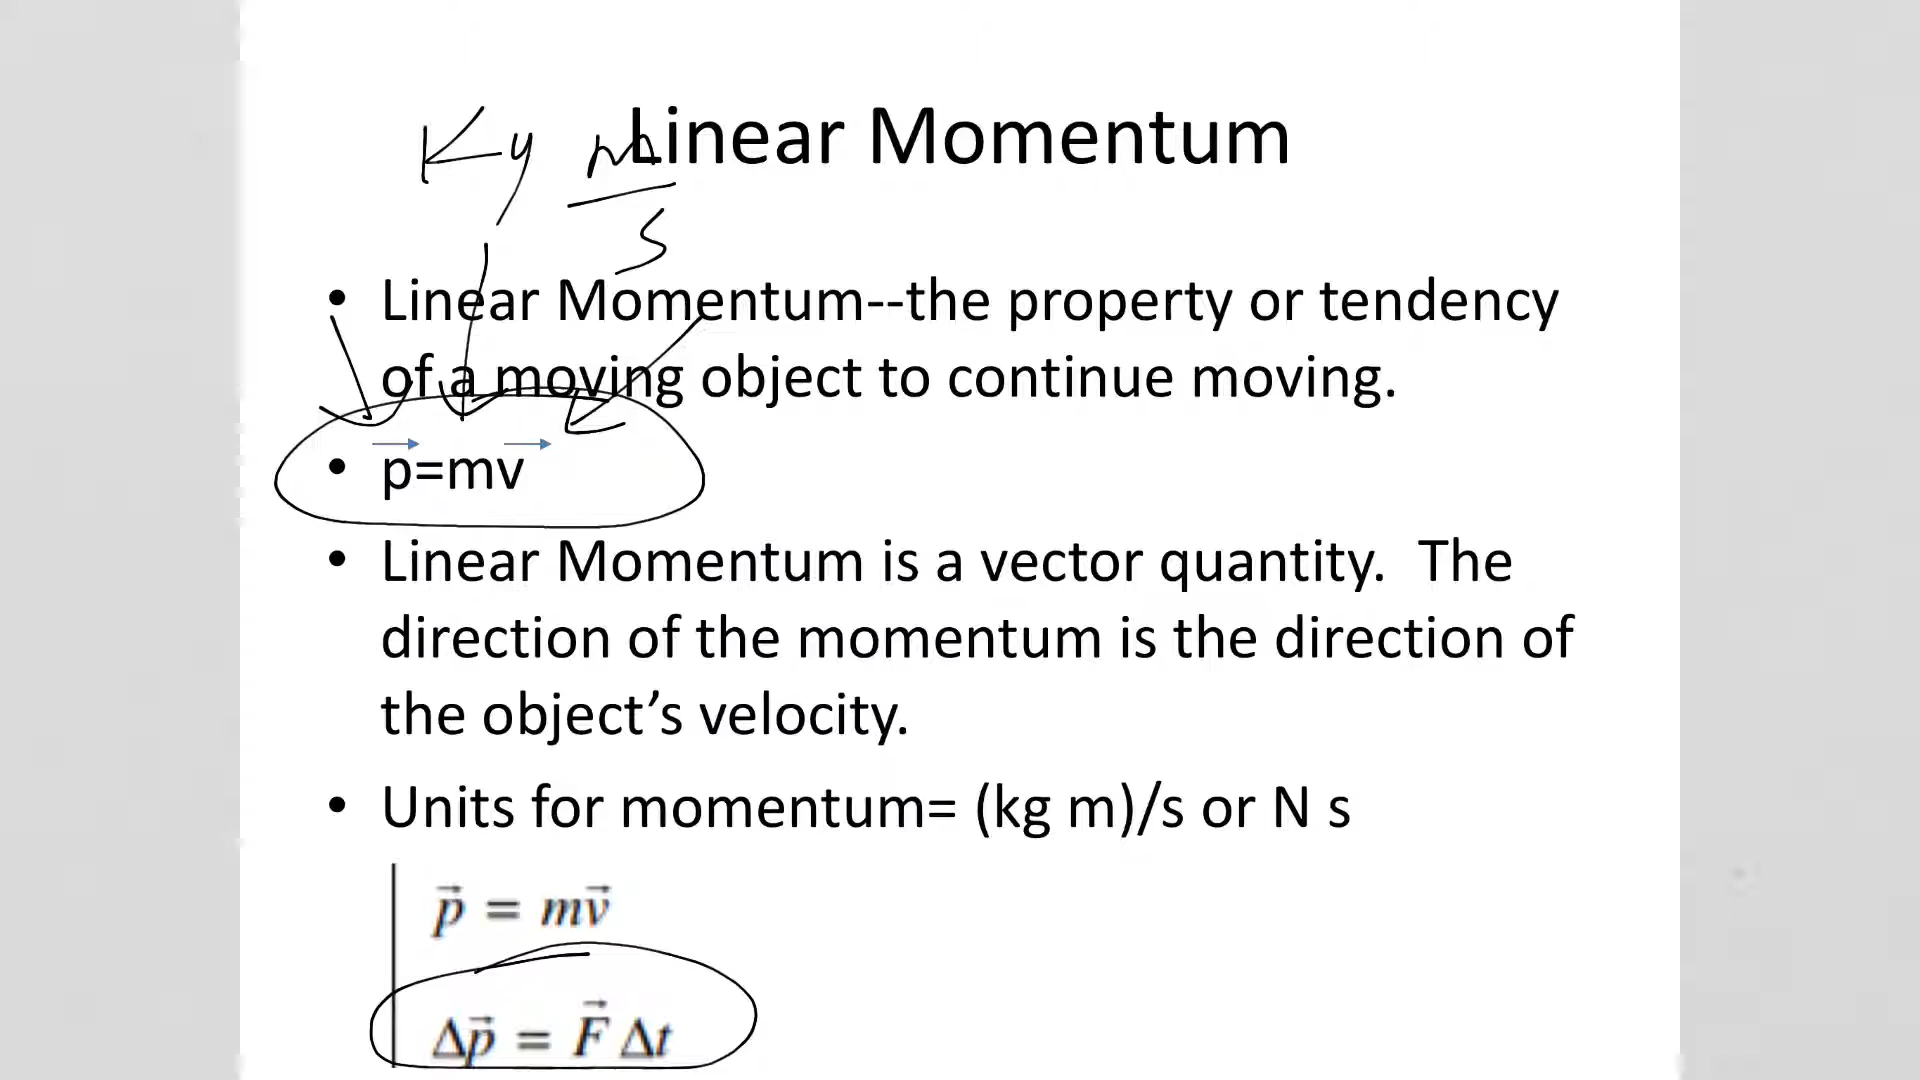 Linear Momentum
Kg m/s
• Linear Momentum--the property or tendency
of a moving object to continue moving.
• p⃗=mv⃗
• Linear Momentum is a vector quantity. The
direction of the momentum is the direction of
the object’s velocity.
• Units for momentum= (kg m)/s or N s
p⃗ = mv⃗
Δp⃗ = F⃗ Δt